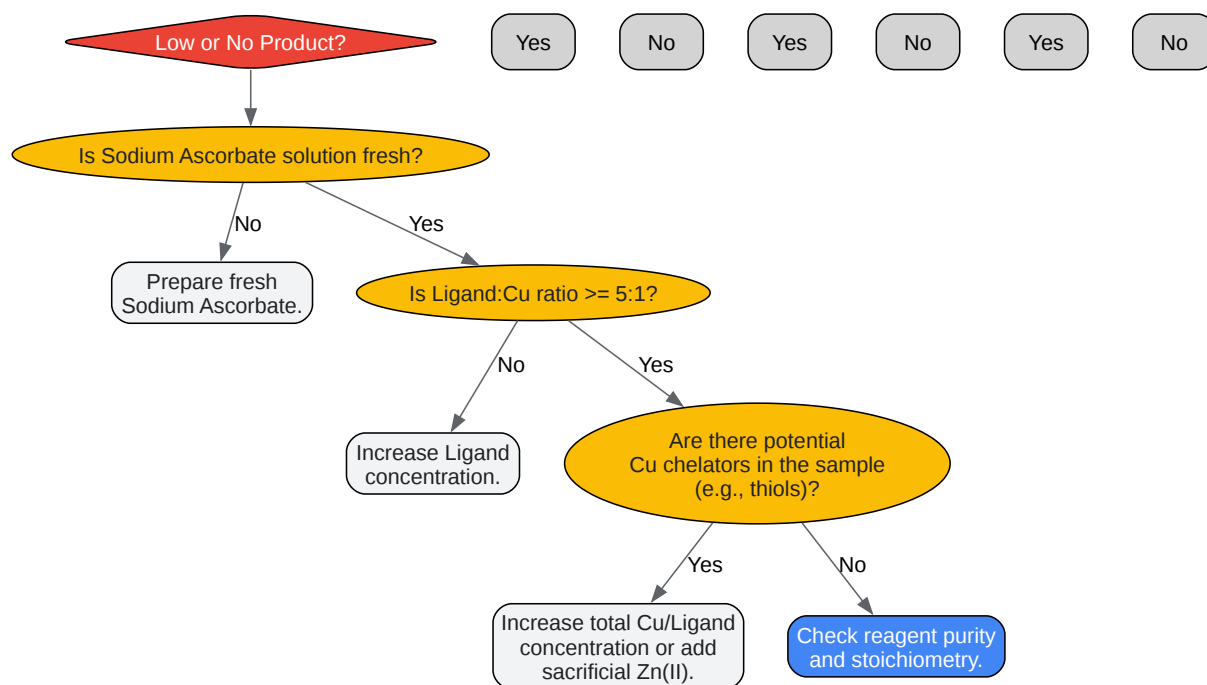 Low or No Product?
Yes
No
Yes
No
Yes
No
Is Sodium Ascorbate solution fresh?
No
Yes
Prepare fresh
Sodium Ascorbate.
Is Ligand:Cu ratio >= 5:1?
No
Yes
Increase Ligand
concentration.
Are there potential
Cu chelators in the sample
(e.g., thiols)?
Yes
No
Increase total Cu/Ligand
concentration or add
sacrificial Zn(II).
Check reagent purity
and stoichiometry.